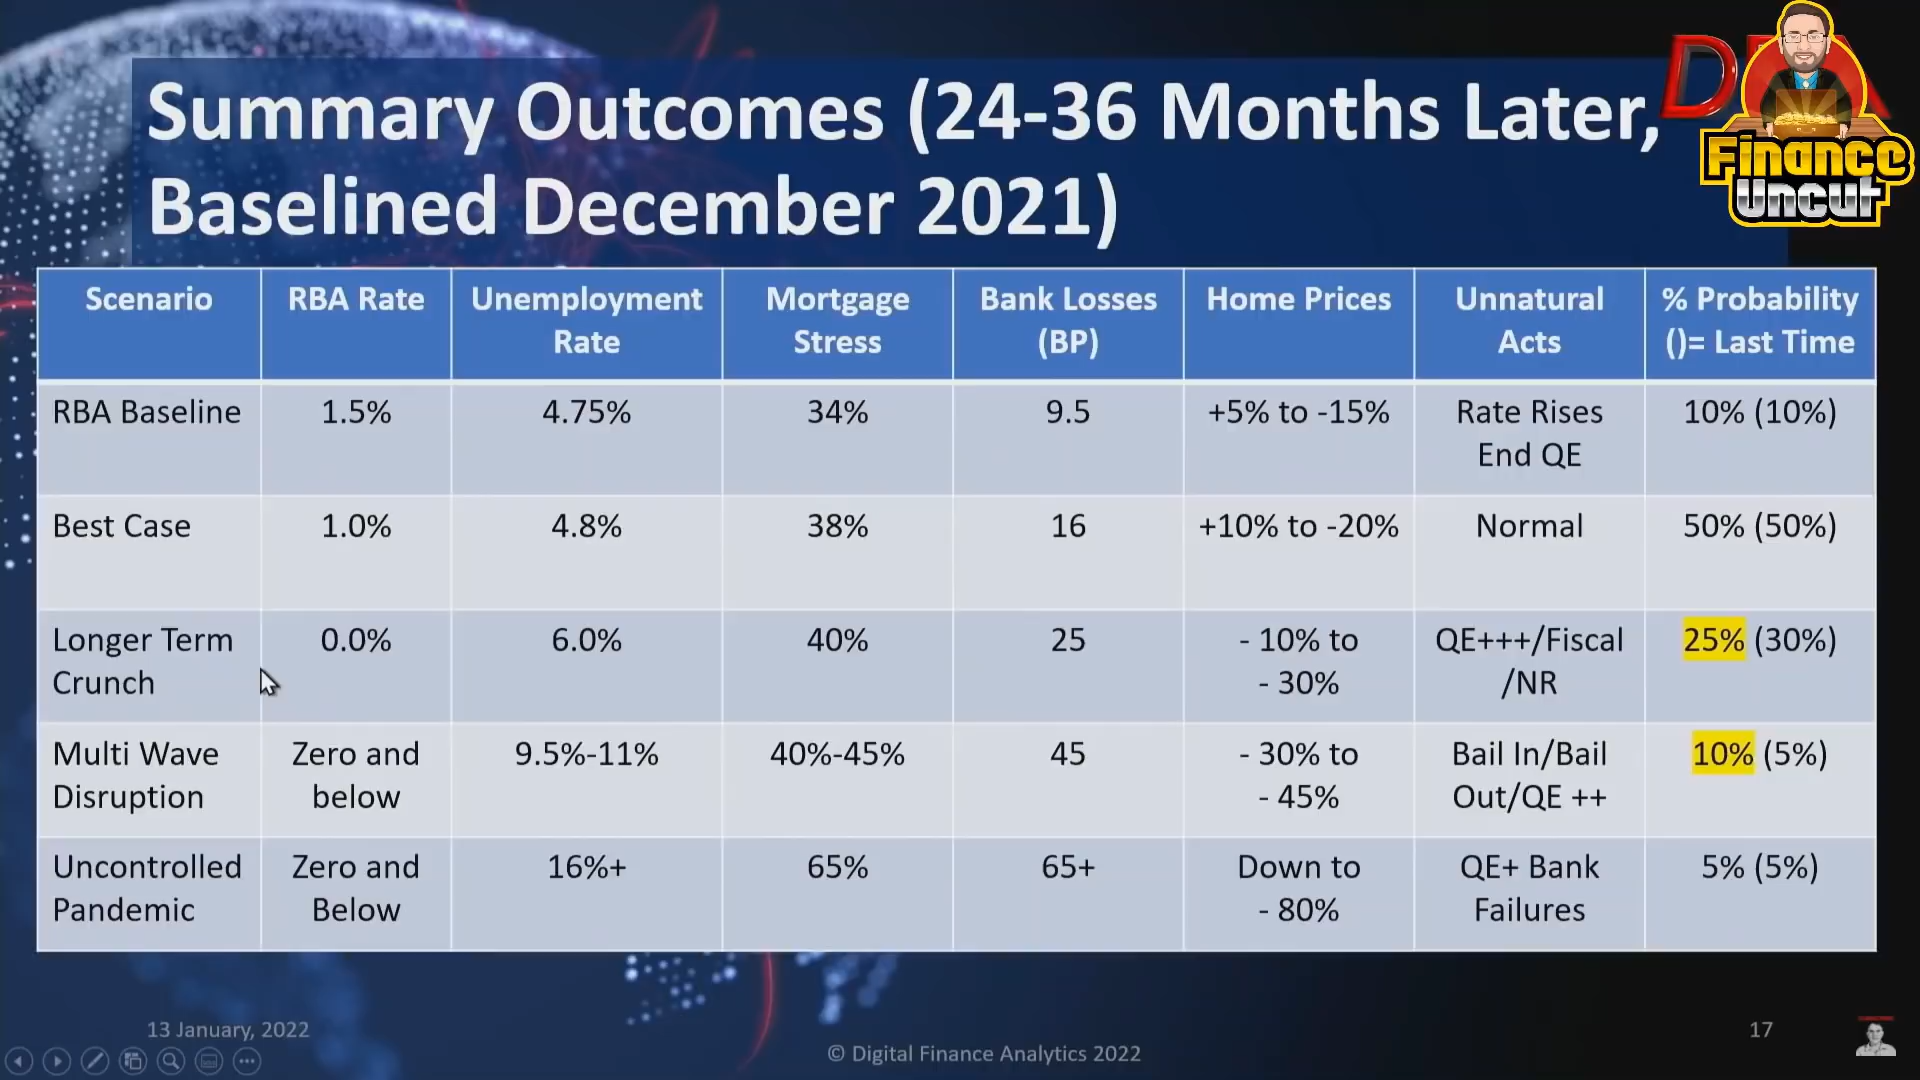 Summary Outcomes (24-36 Months Later,
Baselined December 2021)
Finance
Uncut
Scenario
RBA Rate
Unemployment
Rate
Mortgage
Stress
Bank Losses
(BP)
Home Prices
Unnatural
Acts
% Probability
()= Last Time
RBA Baseline
1.5%
4.75%
34%
9.5
+5% to -15%
Rate Rises
End QE
10% (10%)
Best Case
1.0%
4.8%
38%
16
+10% to -20%
Normal
50% (50%)
Longer Term
Crunch
0.0%
6.0%
40%
25
- 10% to
- 30%
QE+++/Fiscal
/NR
25% (30%)
Multi Wave
Disruption
Zero and
below
9.5%-11%
40%-45%
45
- 30% to
- 45%
Bail In/Bail
Out/QE ++
10% (5%)
Uncontrolled
Pandemic
Zero and
Below
16%+
65%
65+
Down to
- 80%
QE+ Bank
Failures
5% (5%)
13 January, 2022
17
© Digital Finance Analytics 2022